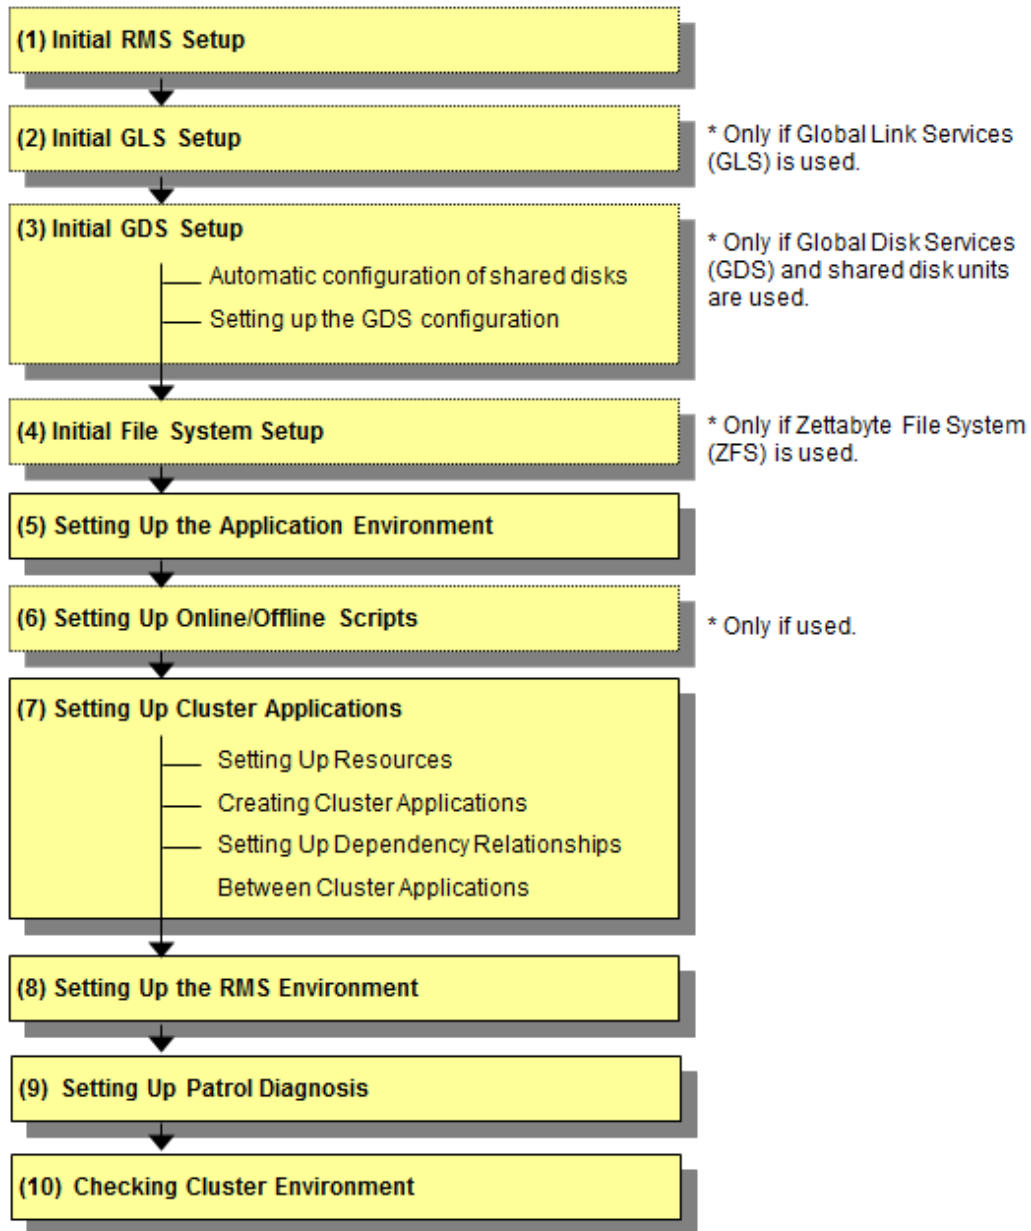 (1) Initial RMS Setup
(2) Initial GLS Setup
* Only if Global Link Services
(GLS) is used.
(3) Initial GDS Setup
Automatic configuration of shared disks
Setting up the GDS configuration
* Only if Global Disk Services
(GDS) and shared disk units
are used.
(4) Initial File System Setup
* Only if Zettabyte File System
(ZFS) is used.
(5) Setting Up the Application Environment
(6) Setting Up Online/Offline Scripts
* Only if used.
(7) Setting Up Cluster Applications
Setting Up Resources
Creating Cluster Applications
Setting Up Dependency Relationships
Between Cluster Applications
(8) Setting Up the RMS Environment
(9) Setting Up Patrol Diagnosis
(10) Checking Cluster Environment